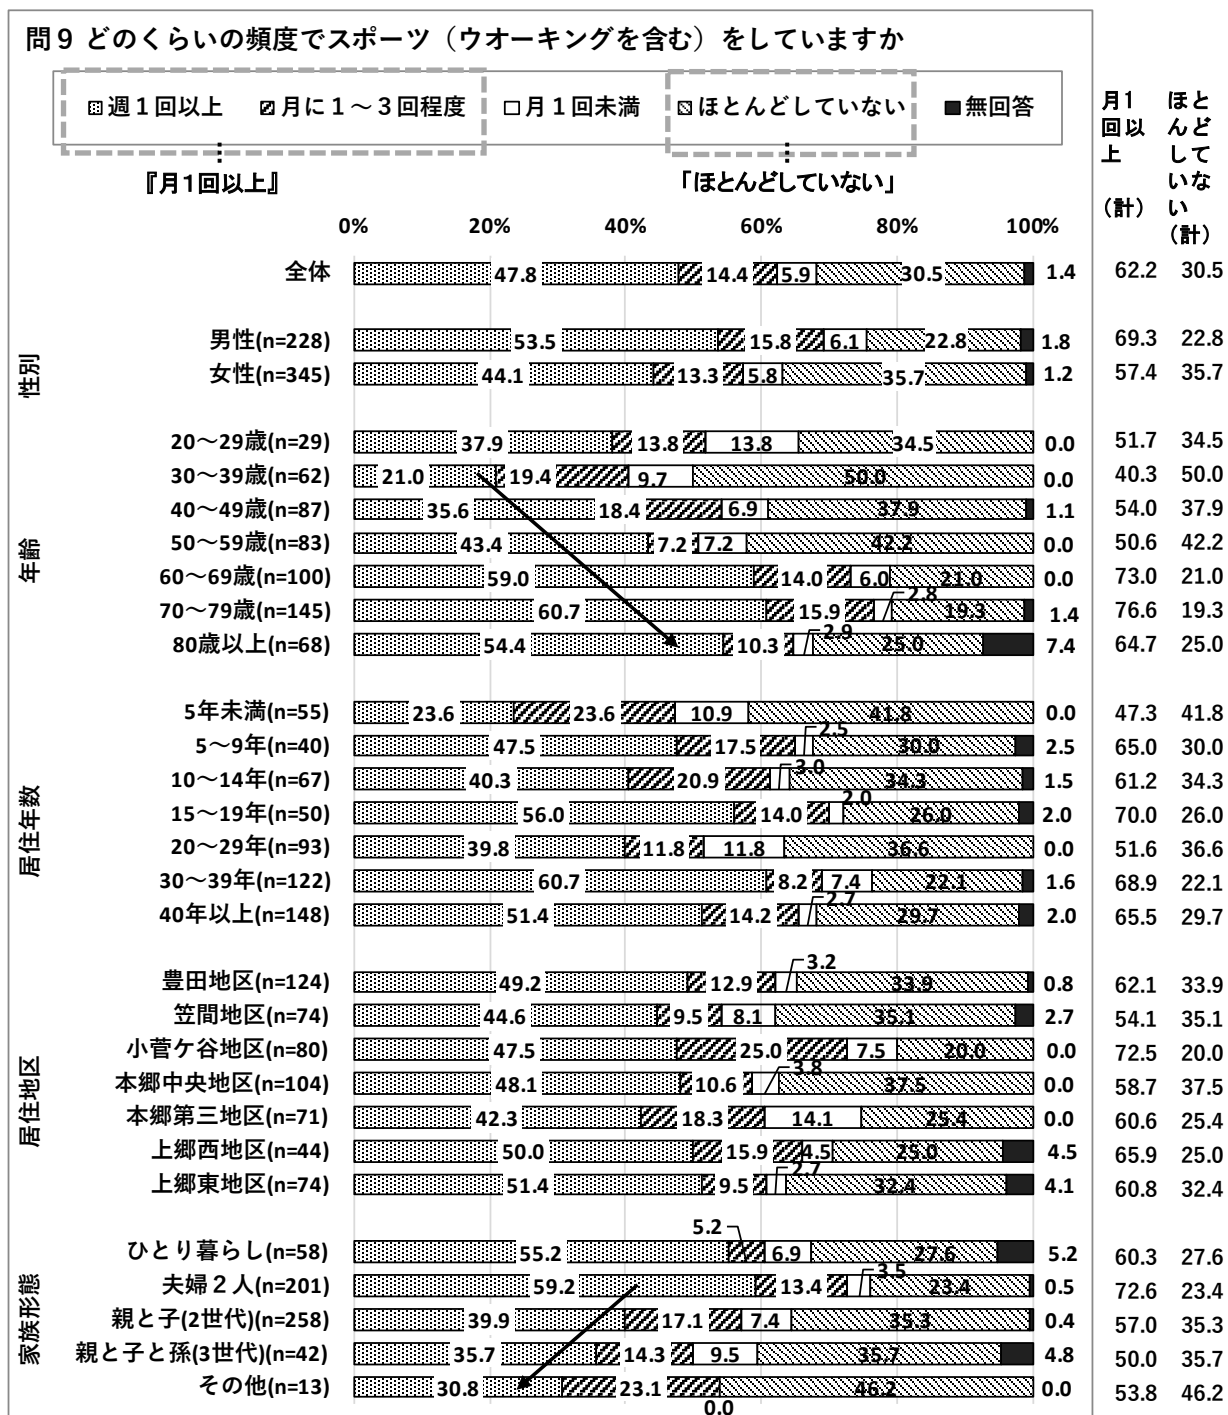 問９ どのくらいの頻度でスポーツ（ウオーキングを含む）をしていますか
週１回以上 月に１～３回程度 月１回未満 ほとんどしていない 無回答
『月1回以上』 「ほとんどしていない」
月1回以上（計） ほとんどしていない（計）
0% 20% 40% 60% 80% 100%
全体 47.8 14.4 5.9 30.5 1.4 62.2 30.5
性別
男性(n=228) 53.5 15.8 6.1 22.8 1.8 69.3 22.8
女性(n=345) 44.1 13.3 5.8 35.7 1.2 57.4 35.7
年齢
20～29歳(n=29) 37.9 13.8 13.8 34.5 0.0 51.7 34.5
30～39歳(n=62) 21.0 19.4 9.7 50.0 0.0 40.3 50.0
40～49歳(n=87) 35.6 18.4 6.9 37.9 1.1 54.0 37.9
50～59歳(n=83) 43.4 7.2 7.2 42.2 0.0 50.6 42.2
60～69歳(n=100) 59.0 14.0 6.0 21.0 0.0 73.0 21.0
70～79歳(n=145) 60.7 15.9 2.8 19.3 1.4 76.6 19.3
80歳以上(n=68) 54.4 10.3 2.9 25.0 7.4 64.7 25.0
居住年数
5年未満(n=55) 23.6 23.6 10.9 41.8 0.0 47.3 41.8
5～9年(n=40) 47.5 17.5 2.5 30.0 2.5 65.0 30.0
10～14年(n=67) 40.3 20.9 3.0 34.3 1.5 61.2 34.3
15～19年(n=50) 56.0 14.0 2.0 26.0 2.0 70.0 26.0
20～29年(n=93) 39.8 11.8 11.8 36.6 0.0 51.6 36.6
30～39年(n=122) 60.7 8.2 7.4 22.1 1.6 68.9 22.1
40年以上(n=148) 51.4 14.2 2.7 29.7 2.0 65.5 29.7
居住地区
豊田地区(n=124) 49.2 12.9 3.2 33.9 0.8 62.1 33.9
笠間地区(n=74) 44.6 9.5 8.1 35.1 2.7 54.1 35.1
小菅ケ谷地区(n=80) 47.5 25.0 7.5 20.0 0.0 72.5 20.0
本郷中央地区(n=104) 48.1 10.6 3.8 37.5 0.0 58.7 37.5
本郷第三地区(n=71) 42.3 18.3 14.1 25.4 0.0 60.6 25.4
上郷西地区(n=44) 50.0 15.9 4.5 25.0 4.5 65.9 25.0
上郷東地区(n=74) 51.4 9.5 2.7 32.4 4.1 60.8 32.4
家族形態
ひとり暮らし(n=58) 55.2 5.2 6.9 27.6 5.2 60.3 27.6
夫婦２人(n=201) 59.2 13.4 3.5 23.4 0.5 72.6 23.4
親と子(2世代)(n=258) 39.9 17.1 7.4 35.3 0.4 57.0 35.3
親と子と孫(3世代)(n=42) 35.7 14.3 9.5 35.7 4.8 50.0 35.7
その他(n=13) 30.8 23.1 0.0 46.2 0.0 53.8 46.2